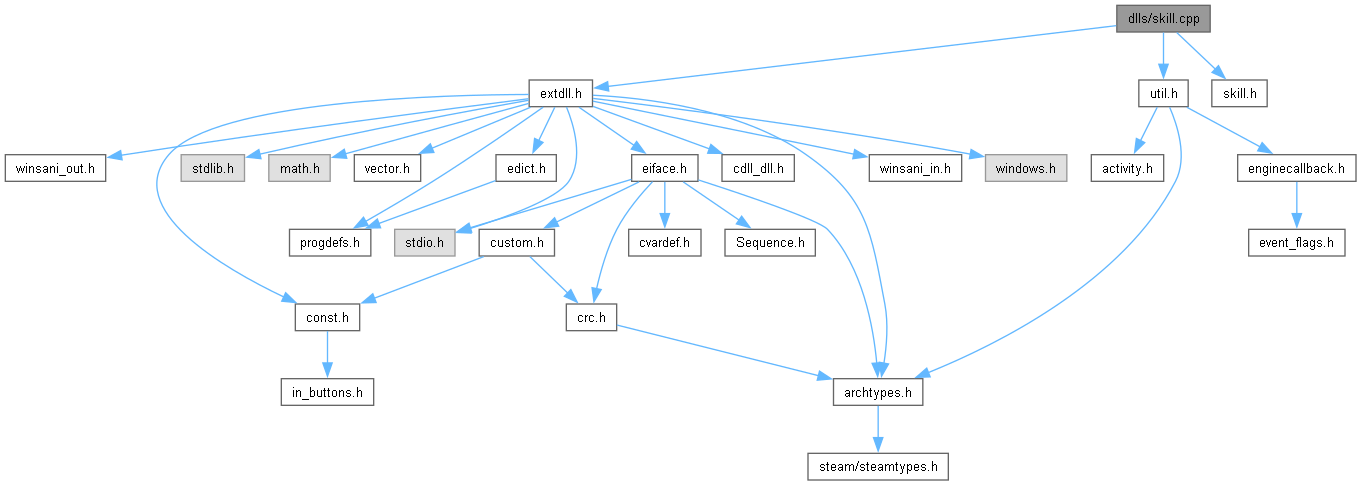 dlls/skill.cpp
extdll.h
util.h
skill.h
winsani_out.h
stdlib.h
math.h
vector.h
edict.h
eiface.h
cdll_dll.h
winsani_in.h
windows.h
activity.h
enginecallback.h
progdefs.h
stdio.h
custom.h
cvardef.h
Sequence.h
event_flags.h
const.h
crc.h
in_buttons.h
archtypes.h
steam/steamtypes.h